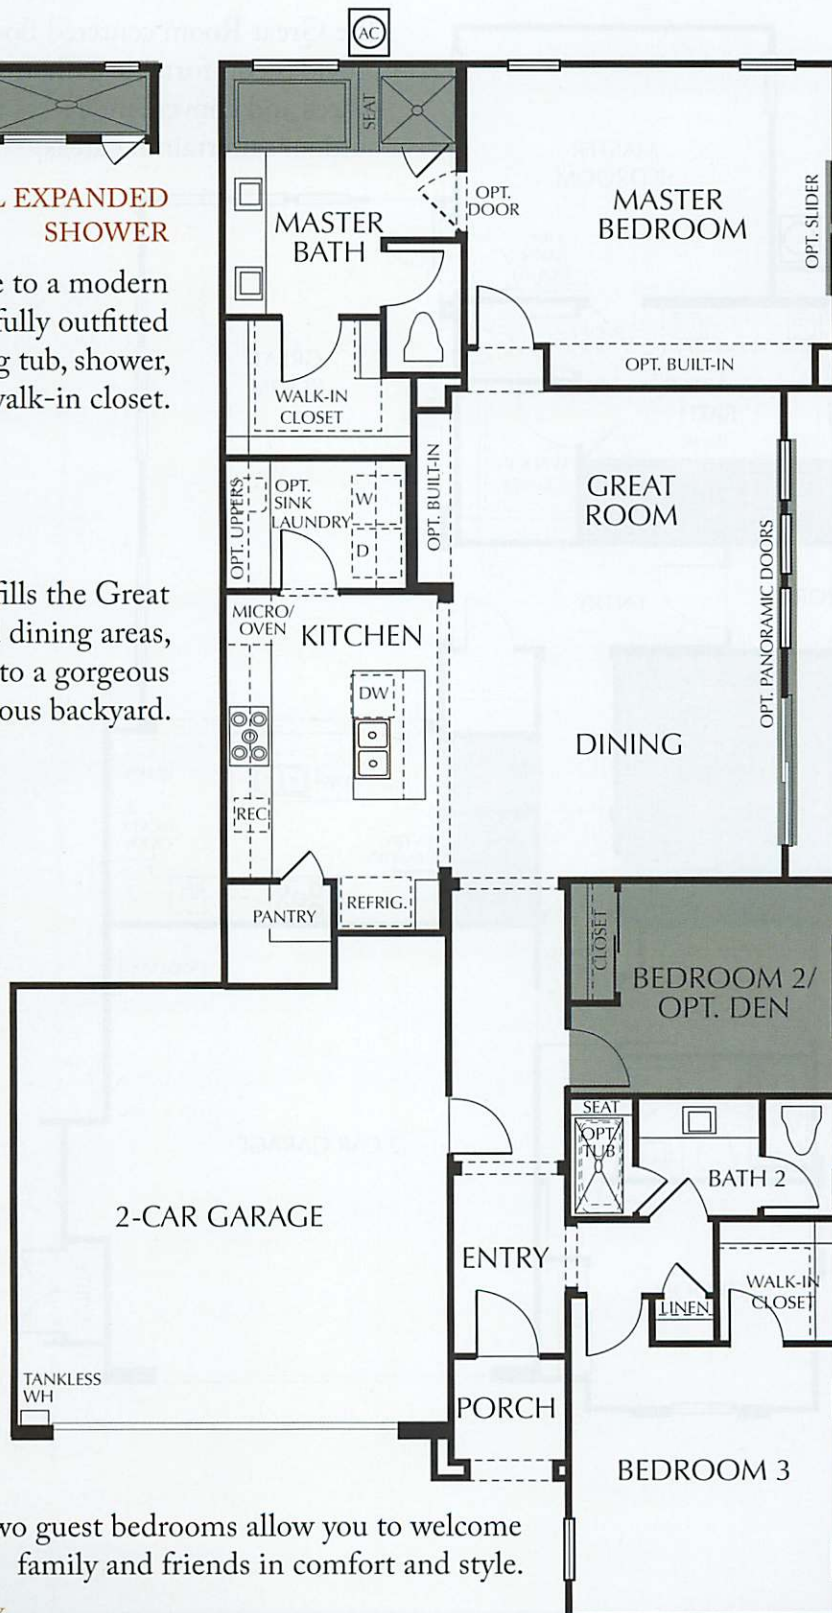 AC
SEAT
L EXPANDED
SHOWER
e to a modern
fully outfitted
g tub, shower,
walk-in closet.
OPT.
DOOR
MASTER
BATH
MASTER
BEDROOM
OPT. SLIDER
OPT. BUILT-IN
WALK-IN
CLOSET
OPT. UPPERS
OPT.
SINK
LAUNDRY
W
D
OPT. BUILT-IN
GREAT
ROOM
OPT. PANORAMIC DOORS
fills the Great
dining areas,
to a gorgeous
ous backyard.
MICRO/
OVEN
KITCHEN
DW
REC
DINING
PANTRY
REFRIG.
CLOSET
BEDROOM 2/
OPT. DEN
SEAT
OPT.
TUB
BATH 2
2-CAR GARAGE
ENTRY
LINEN
WALK-IN
CLOSET
TANKLESS
WH
PORCH
BEDROOM 3
wo guest bedrooms allow you to welcome
family and friends in comfort and style.